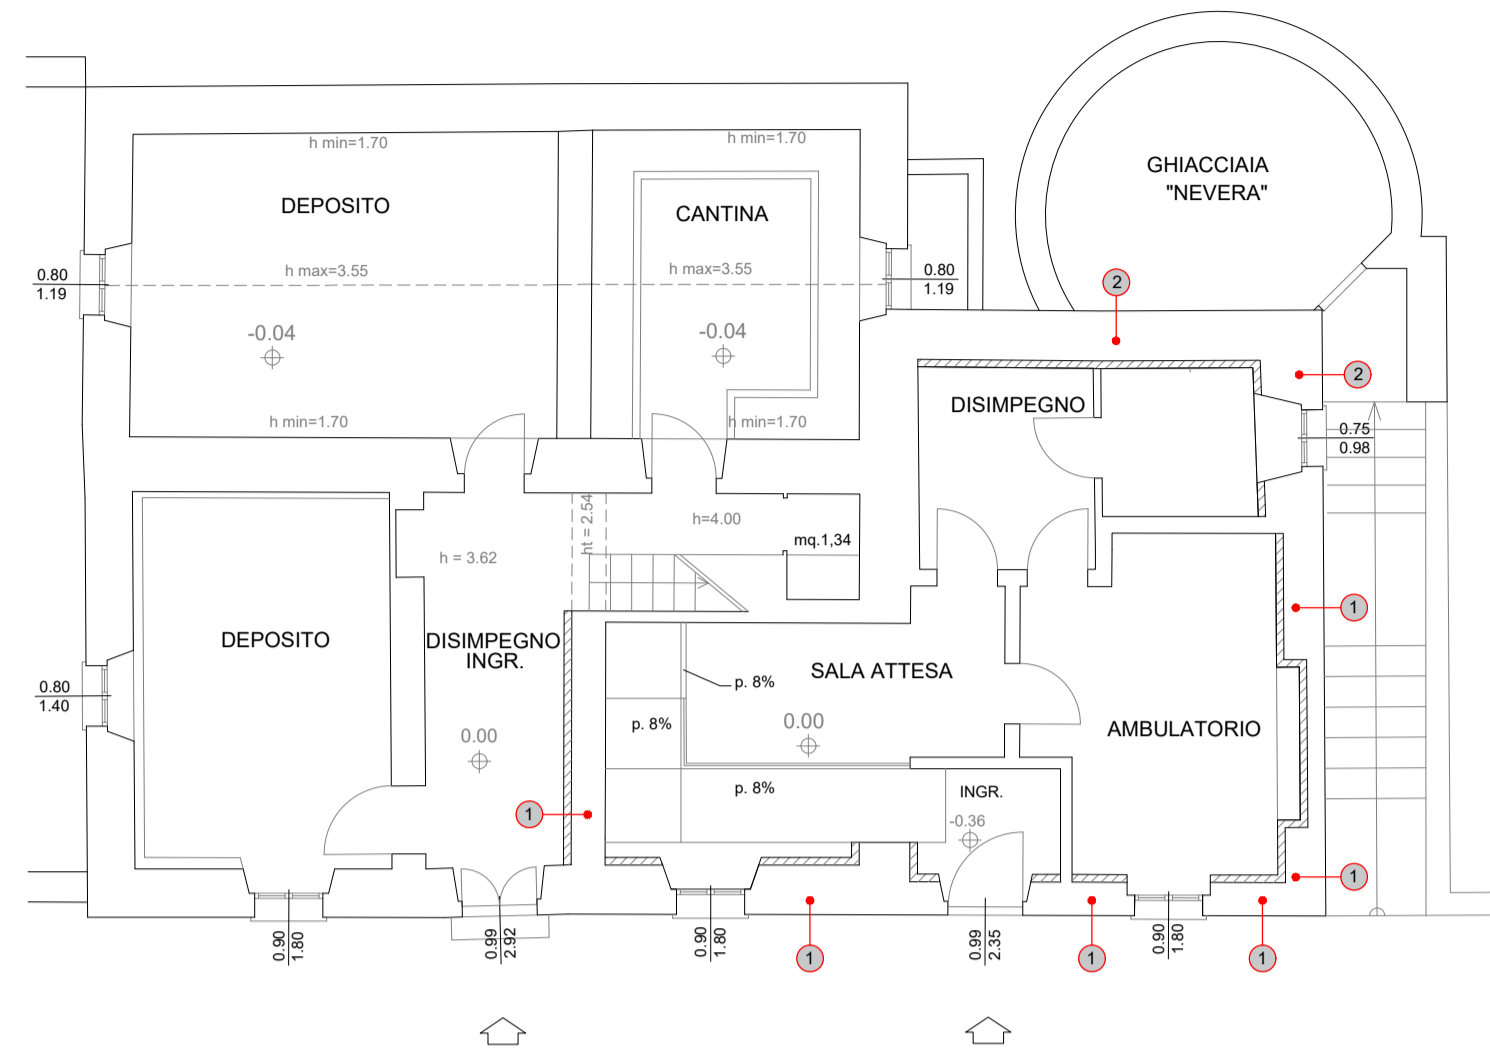 h min=1.70
h min=1.70
GHIACCIAIA
"NEVERA"
DEPOSITO
CANTINA
h max=3.55
h max=3.55
0.80
1.19
0.80
1.19
2
-0.04
-0.04
2
DISIMPEGNO
h min=1.70
h min=1.70
0.75
0.98
ht = 2.54
h=4.00
mq.1,34
h = 3.62
1
DEPOSITO
DISIMPEGNO
INGR.
SALA ATTESA
p. 8%
0.80
1.40
p. 8%
0.00
AMBULATORIO
0.00
p. 8%
INGR.
-0.36
1
1
0.90
1.80
0.99
2.92
0.90
1.80
1
0.99
2.35
1
0.90
1.80
1